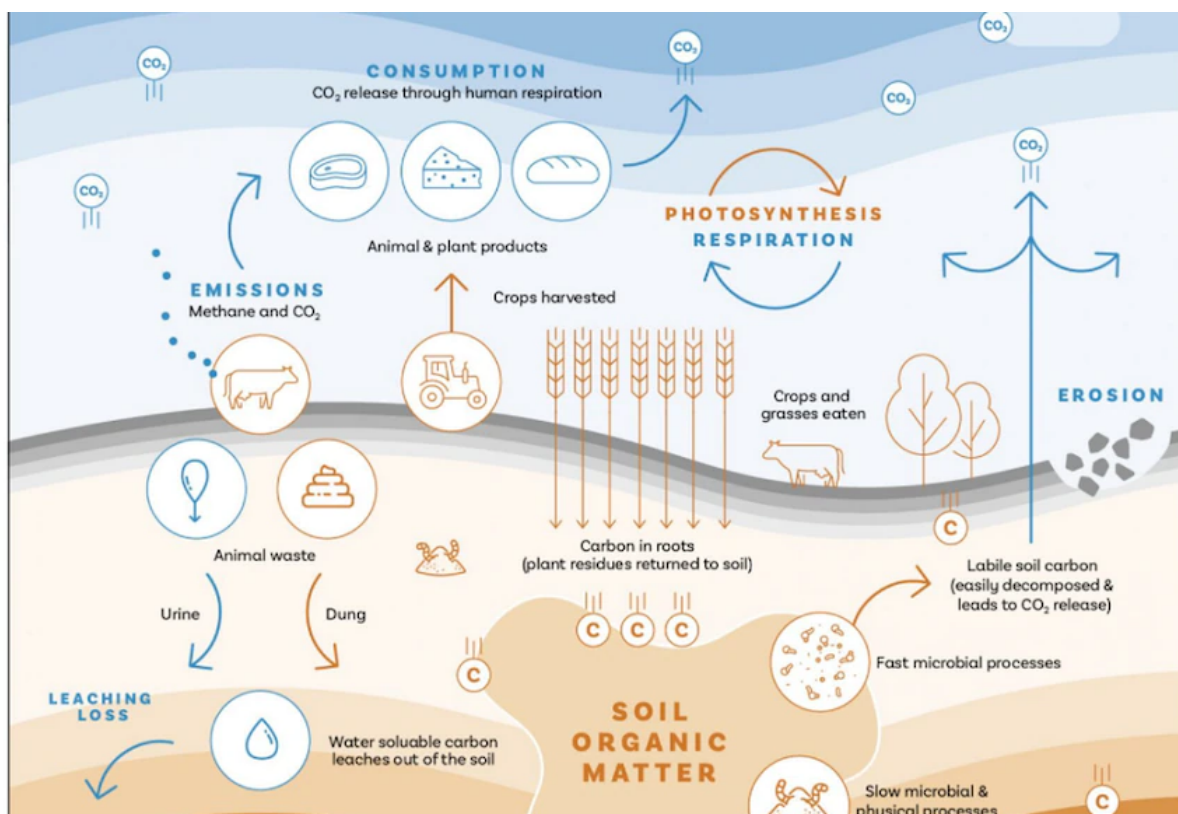 CO₂
CO₂
CO₂
CO₂
CO₂
CO₂
CONSUMPTION
CO₂ release through human respiration
Animal & plant products
EMISSIONS
Methane and CO₂
Crops harvested
PHOTOSYNTHESIS
RESPIRATION
Crops and
grasses eaten
EROSION
Animal waste
Urine
Dung
LEACHING
LOSS
Water soluable carbon
leaches out of the soil
Carbon in roots
(plant residues returned to soil)
C
C
C
C
C
SOIL
ORGANIC
MATTER
Labile soil carbon
(easily decomposed &
leads to CO₂ release)
Fast microbial processes
Slow microbial &
physical processes
C